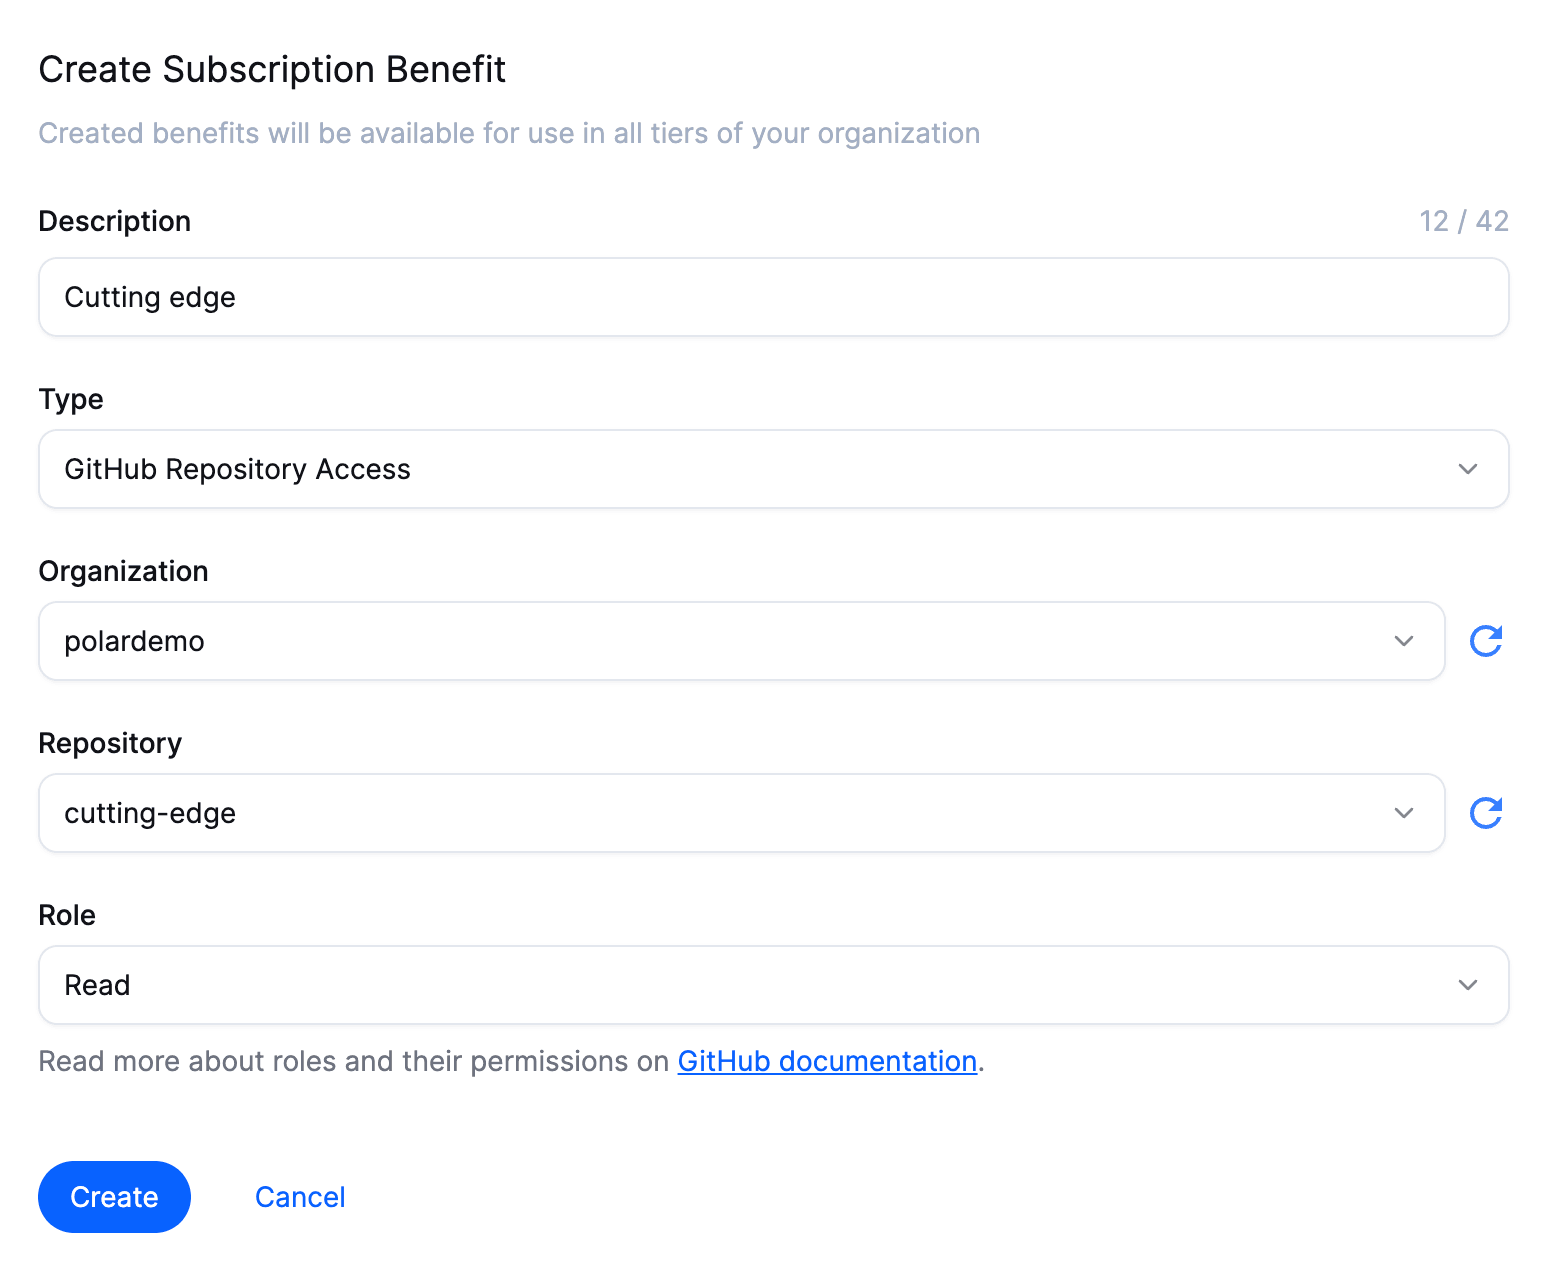 Create Subscription Benefit
Created benefits will be available for use in all tiers of your organization
Description 12 / 42
Cutting edge
Type
GitHub Repository Access
Organization
polardemo
Repository
cutting-edge
Role
Read
Read more about roles and their permissions on GitHub documentation.
Create Cancel